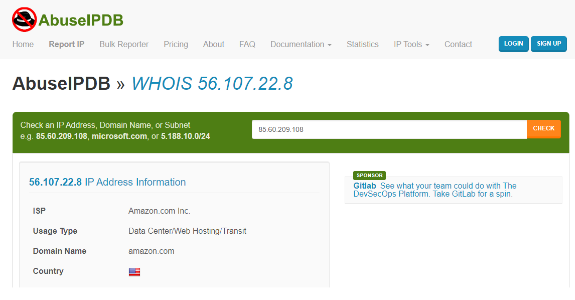 AbuseIPDB
Home Report IP Bulk Reporter Pricing About FAQ Documentation Statistics IP Tools Contact LOGIN SIGN UP
AbuseIPDB » WHOIS 56.107.22.8
Check an IP Address, Domain Name, or Subnet
e.g. 85.60.209.108, microsoft.com, or 5.188.10.0/24
85.60.209.108 CHECK
56.107.22.8 IP Address Information
ISP Amazon.com Inc.
Usage Type Data Center/Web Hosting/Transit
Domain Name amazon.com
Country
SPONSOR
Gitlab See what your team could do with The
DevSecOps Platform. Take GitLab for a spin.